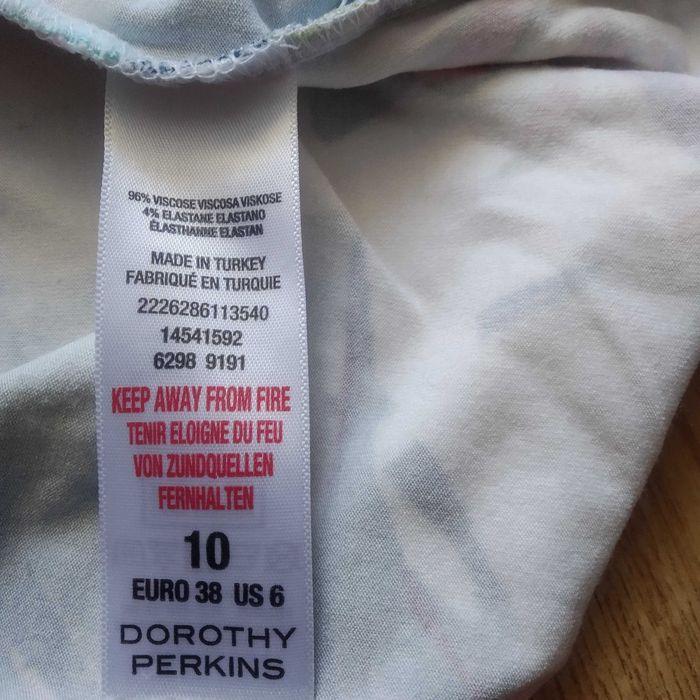 96% VISCOSE VISCOSA VISKOSE
4% ELASTANE ELASTANO
ÉLASTHANNE ELASTAN
MADE IN TURKEY
FABRIQUÉ EN TURQUIE
2226286113540
14541592
6298 9191
KEEP AWAY FROM FIRE
TENIR ELOIGNE DU FEU
VON ZUNDQUELLEN
FERNHALTEN
10
EURO 38 US 6
DOROTHY
PERKINS